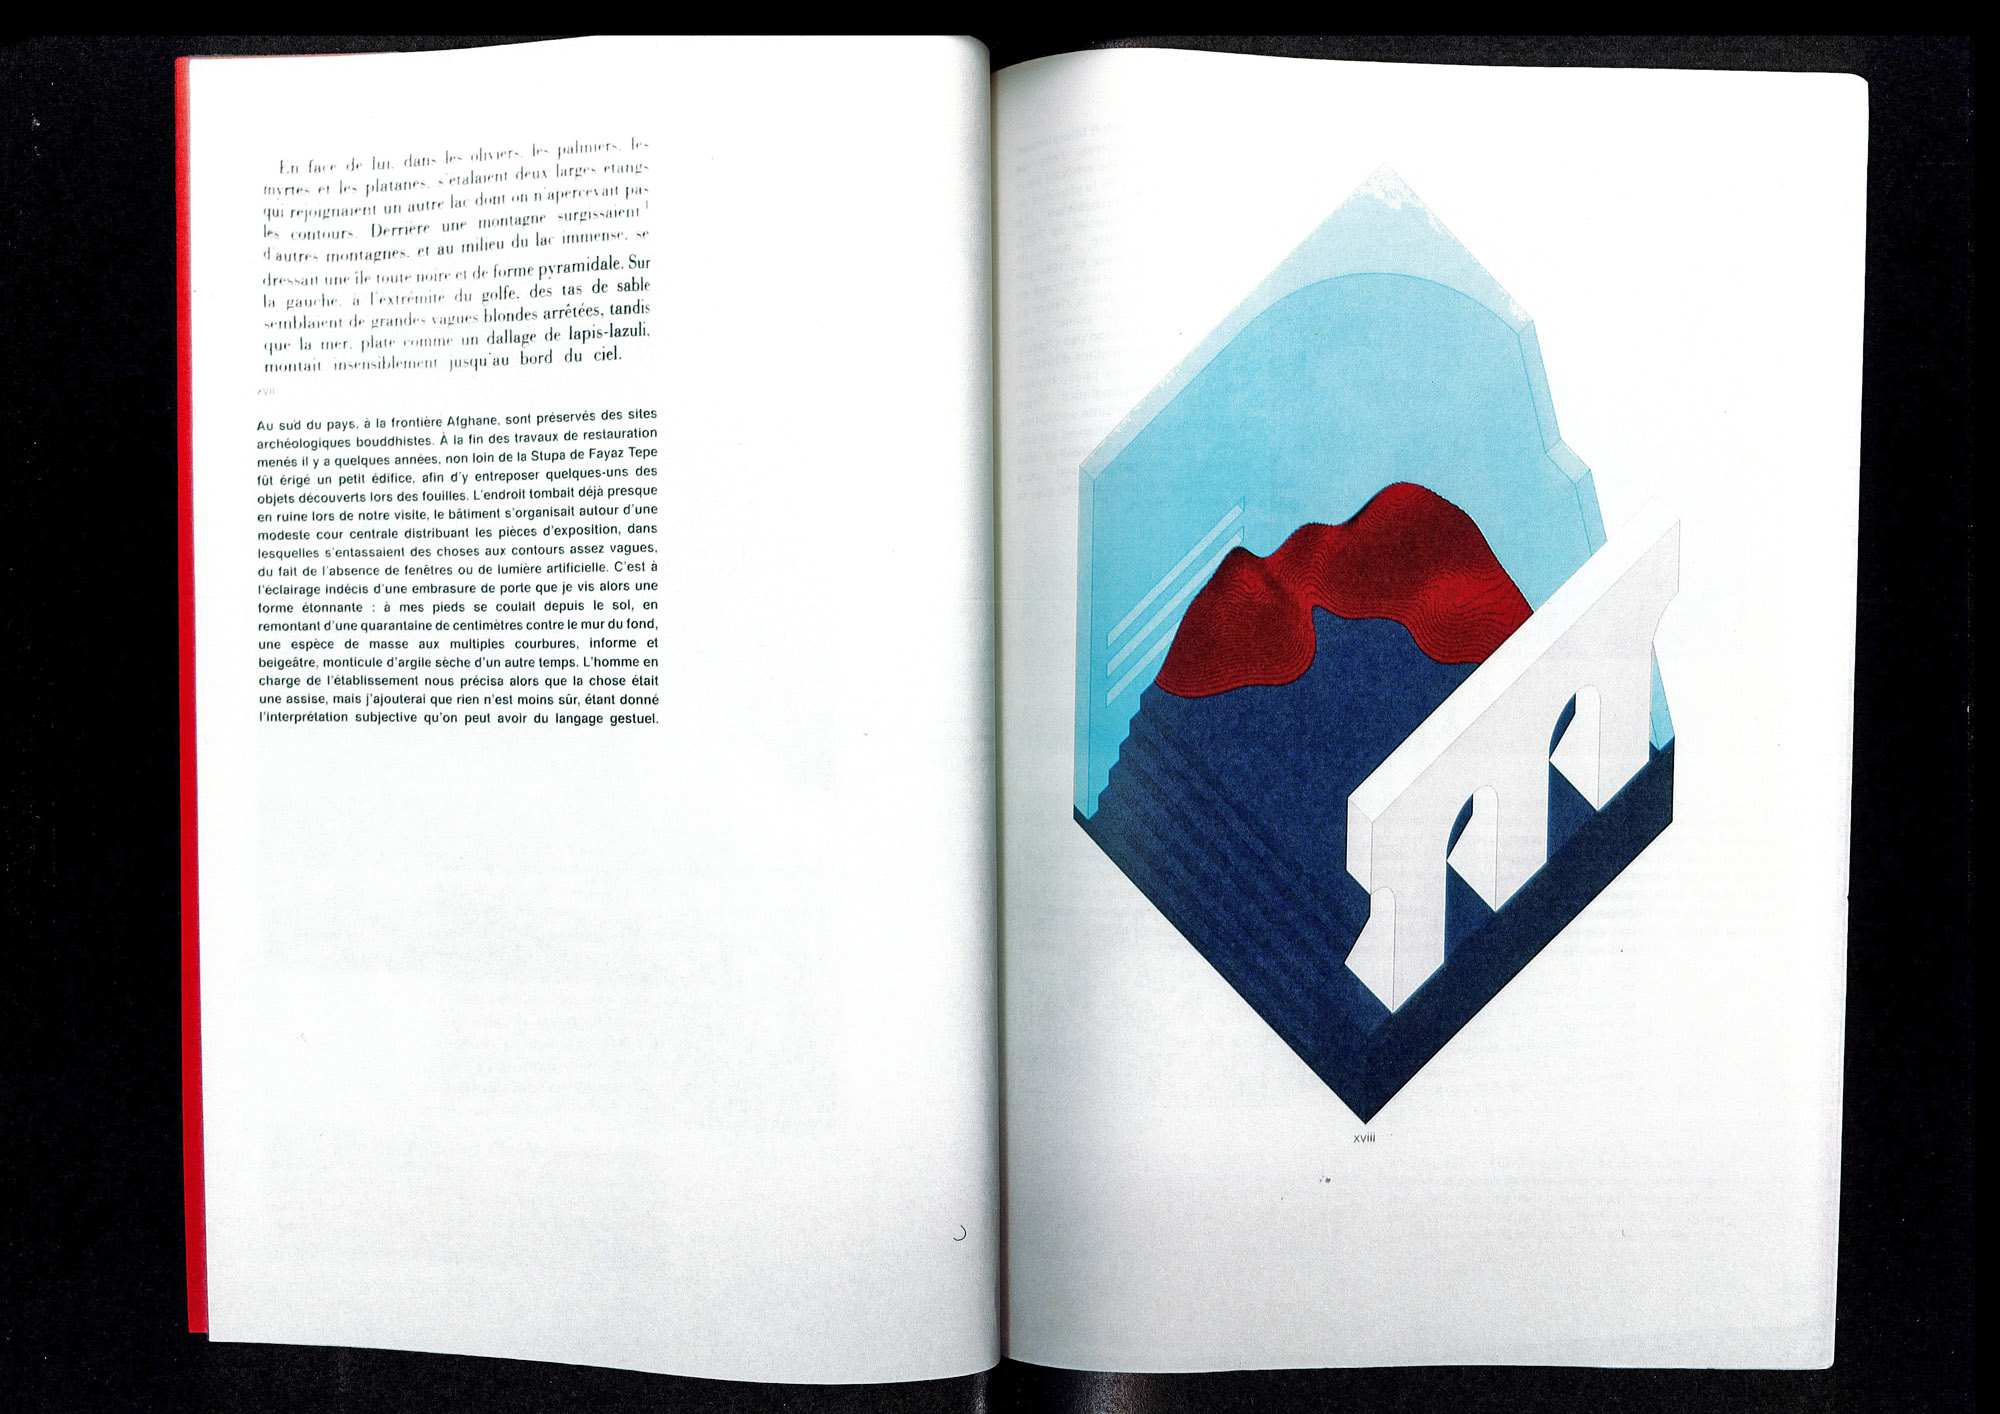 En face de lui, dans les oliviers, les palmiers, les
myrtes et les platanes, s'étalaient deux larges étangs
qui rejoignaient un autre lac dont on n'apercevait pas
les contours. Derrière une montagne surgissaient
d'autres montagnes, et au milieu du lac immense, se
dressait une île toute noire et de forme pyramidale. Sur
la gauche, à l'extrémité du golfe, des tas de sable
semblaient de grandes vagues blondes arrêtées, tandis
que la mer, plate comme un dallage de lapis-lazuli,
montait insensiblement jusqu'au bord du ciel.
XVII
Au sud du pays, à la frontière Afghane, sont préservés des sites
archéologiques bouddhistes. À la fin des travaux de restauration
menés il y a quelques années, non loin de la Stupa de Fayaz Tepe
fût érigé un petit édifice, afin d'y entreposer quelques-uns des
objets découverts lors des fouilles. L'endroit tombait déjà presque
en ruine lors de notre visite, le bâtiment s'organisait autour d'une
modeste cour centrale distribuant les pièces d'exposition, dans
lesquelles s'entassaient des choses aux contours assez vagues,
du fait de l'absence de fenêtres ou de lumière artificielle. C'est à
l'éclairage indécis d'une embrasure de porte que je vis alors une
forme étonnante : à mes pieds se coulait depuis le sol, en
remontant d'une quarantaine de centimètres contre le mur du fond,
une espèce de masse aux multiples courbures, informe et
beigeâtre, monticule d'argile sèche d'un autre temps. L'homme en
charge de l'établissement nous précisa alors que la chose était
une assise, mais j'ajouterai que rien n'est moins sûr, étant donné
l'interprétation subjective qu'on peut avoir du langage gestuel.
XVIII